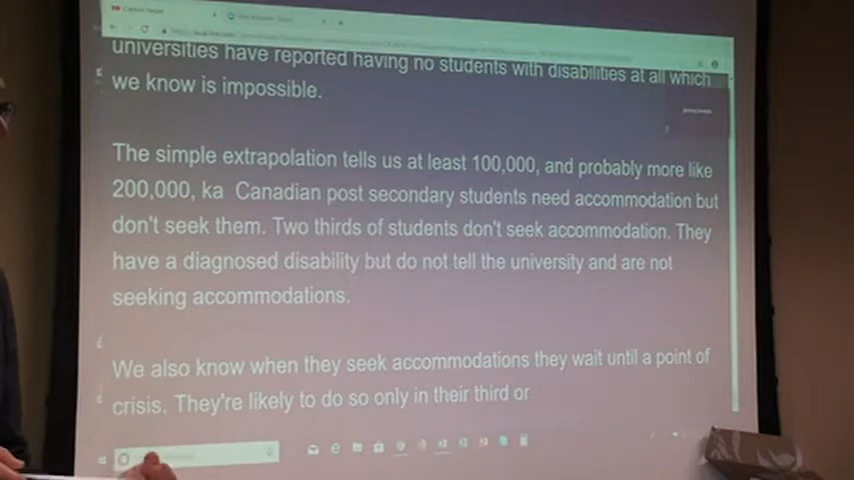 universities have reported having no students with disabilities at all which
we know is impossible.
The simple extrapolation tells us at least 100,000, and probably more like
200,000, ka Canadian post secondary students need accommodation but
don't seek them. Two thirds of students don't seek accommodation. They
have a diagnosed disability but do not tell the university and are not
seeking accommodations.
We also know when they seek accommodations they wait until a point of
crisis. They're likely to do so only in their third or